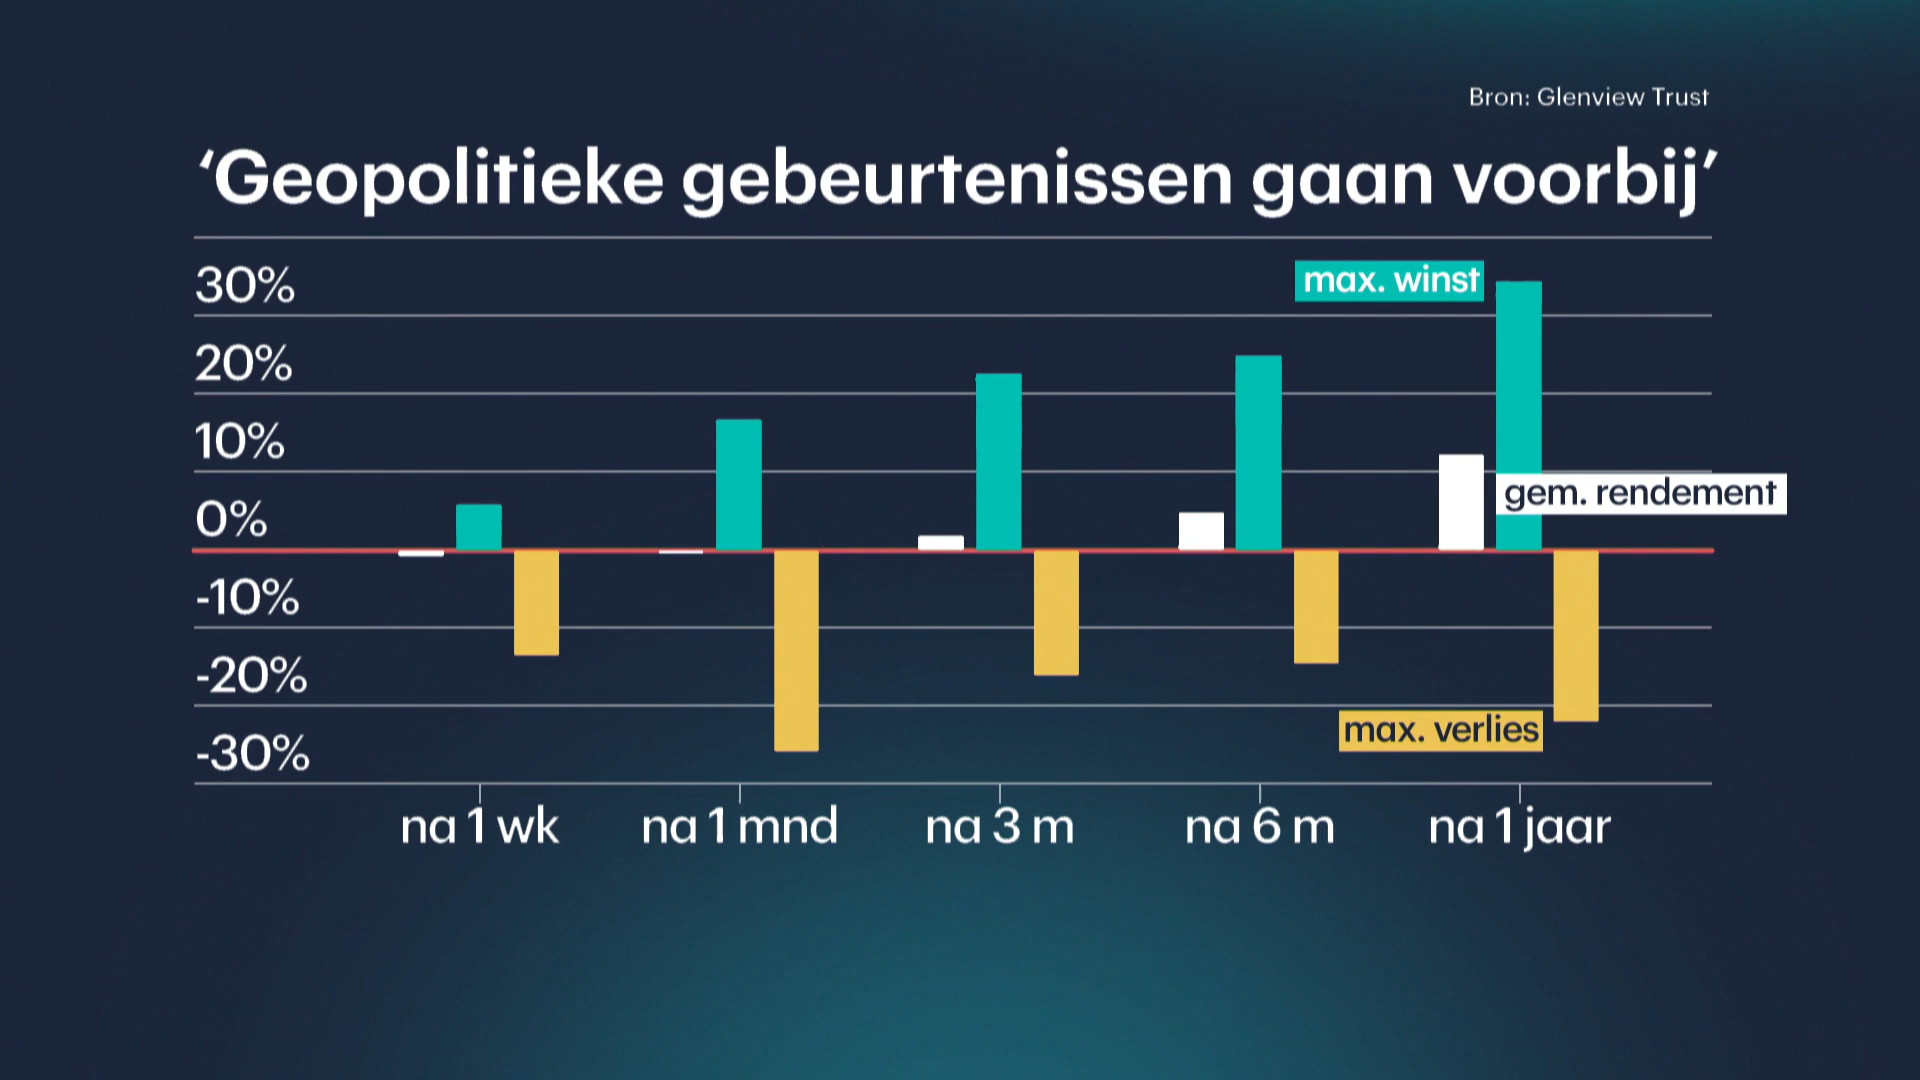 Bron: Glenview Trust
‘Geopolitieke gebeurtenissen gaan voorbij’
30%
max. winst
20%
10%
gem. rendement
0%
-10%
-20%
max. verlies
-30%
na 1 wk
na 1 mnd
na 3 m
na 6 m
na 1 jaar